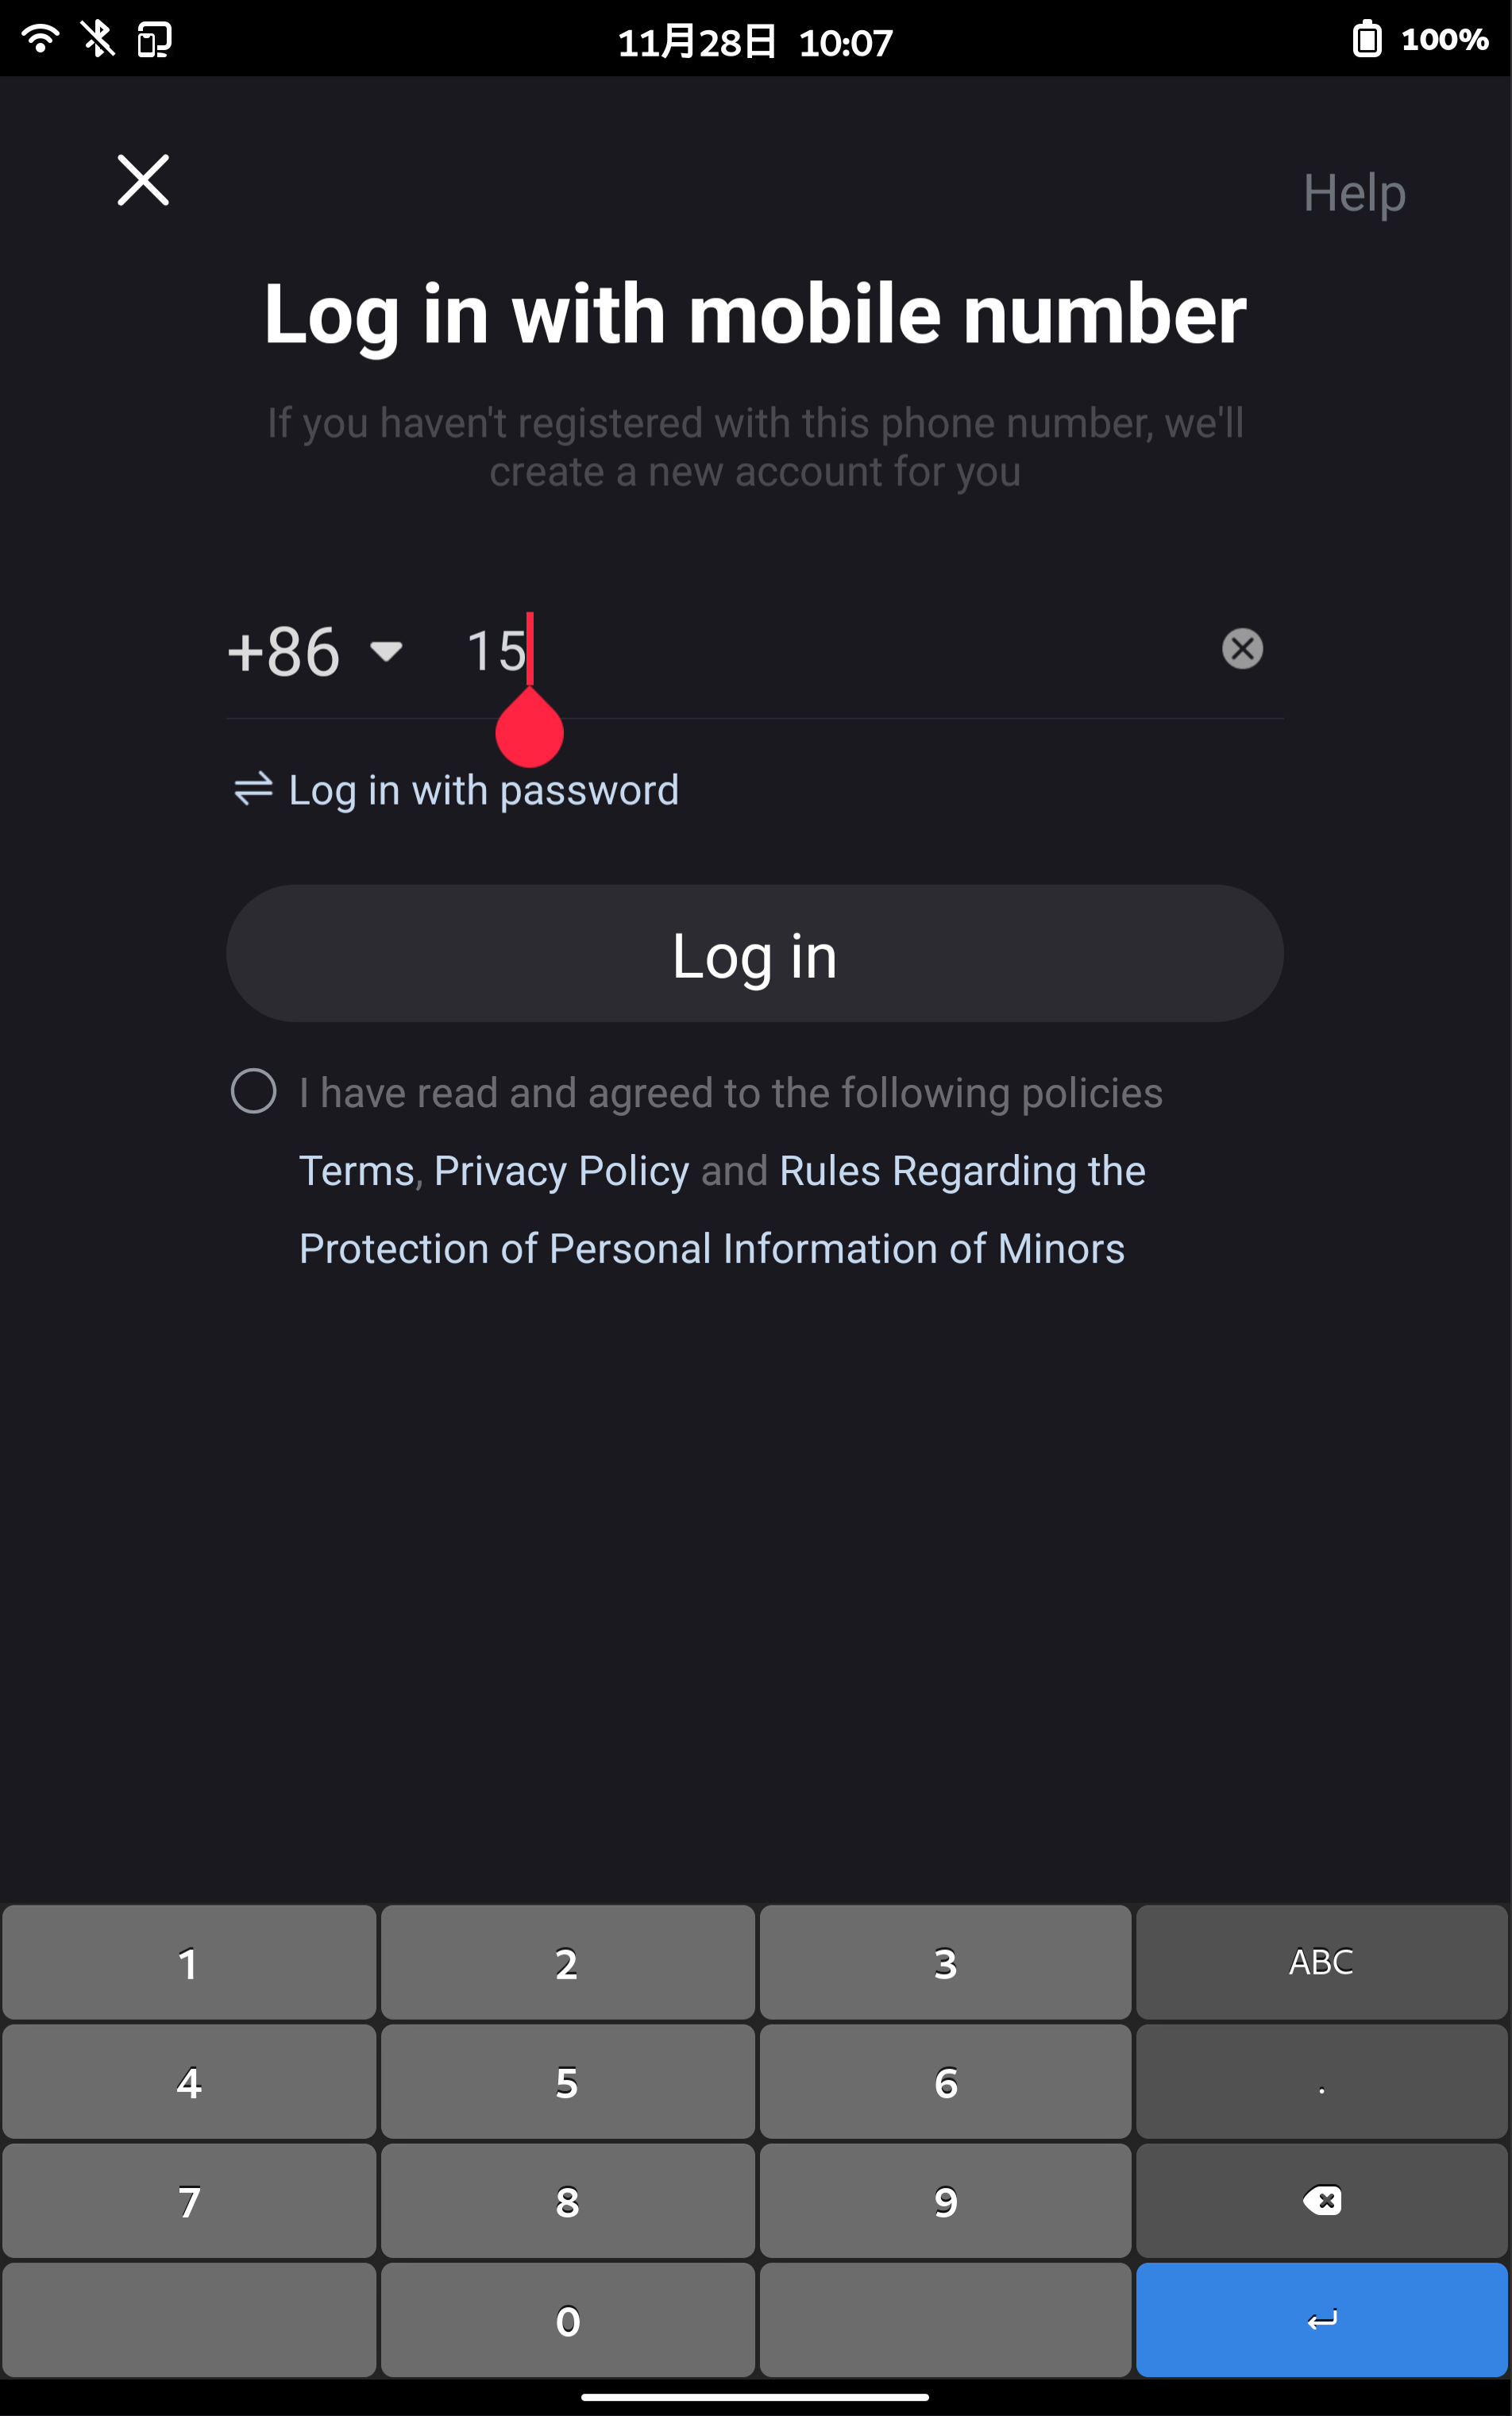 11月28日 10:07
100%
Help
Log in with mobile number
If you haven't registered with this phone number, we'll
create a new account for you
+86 15
Log in with password
Log in
I have read and agreed to the following policies
Terms, Privacy Policy and Rules Regarding the
Protection of Personal Information of Minors
1 2 3 ABC
4 5 6 .
7 8 9
0